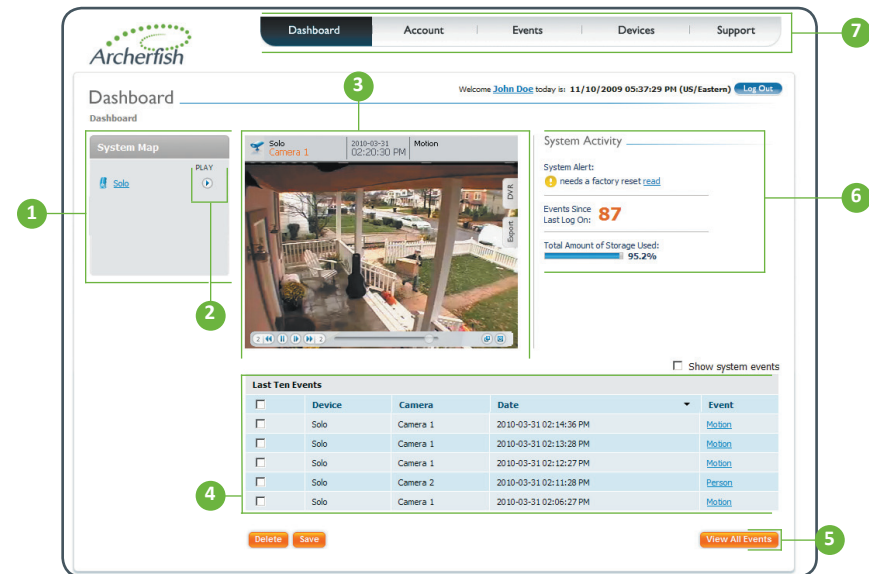 Archerfish
Dashboard Account Events Devices Support
7
Dashboard
Welcome John Doe today is: 11/10/2009 05:37:29 PM (US/Eastern) Log Out
Dashboard
3
System Map
PLAY
Solo
1
2
Solo
Camera 1
2010-03-31
02:20:30 PM
Motion
DVR
Export
2 2
System Activity
System Alert:
needs a factory reset read
Events Since
Last Log On: 87
Total Amount of Storage Used:
95.2%
6
Show system events
Last Ten Events
Device Camera Date Event
Solo Camera 1 2010-03-31 02:14:36 PM Motion
Solo Camera 1 2010-03-31 02:13:28 PM Motion
Solo Camera 1 2010-03-31 02:12:27 PM Motion
Solo Camera 2 2010-03-31 02:11:28 PM Person
Solo Camera 1 2010-03-31 02:06:27 PM Motion
4
Delete Save View All Events
5